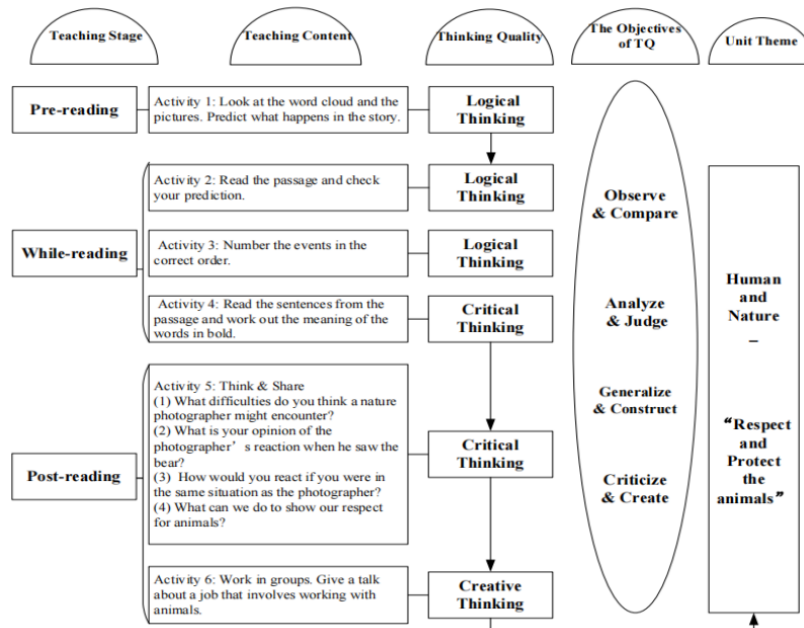 Teaching Stage
Teaching Content
Thinking Quality
The Objectives
of TQ
Unit Theme
Pre-reading
Activity 1: Look at the word cloud and the
pictures. Predict what happens in the story.
Logical
Thinking
While-reading
Activity 2: Read the passage and check
your prediction.
Logical
Thinking
Activity 3: Number the events in the
correct order.
Logical
Thinking
Activity 4: Read the sentences from the
passage and work out the meaning of the
words in bold.
Critical
Thinking
Post-reading
Activity 5: Think & Share
(1) What difficulties do you think a nature
photographer might encounter?
(2) What is your opinion of the
photographer’s reaction when he saw the
bear?
(3) How would you react if you were in
the same situation as the photographer?
(4) What can we do to show our respect
for animals?
Critical
Thinking
Activity 6: Work in groups. Give a talk
about a job that involves working with
animals.
Creative
Thinking
Observe
& Compare
Analyze
& Judge
Generalize
& Construct
Criticize
& Create
Human
and
Nature
–
“Respect
and
Protect
the
animals”